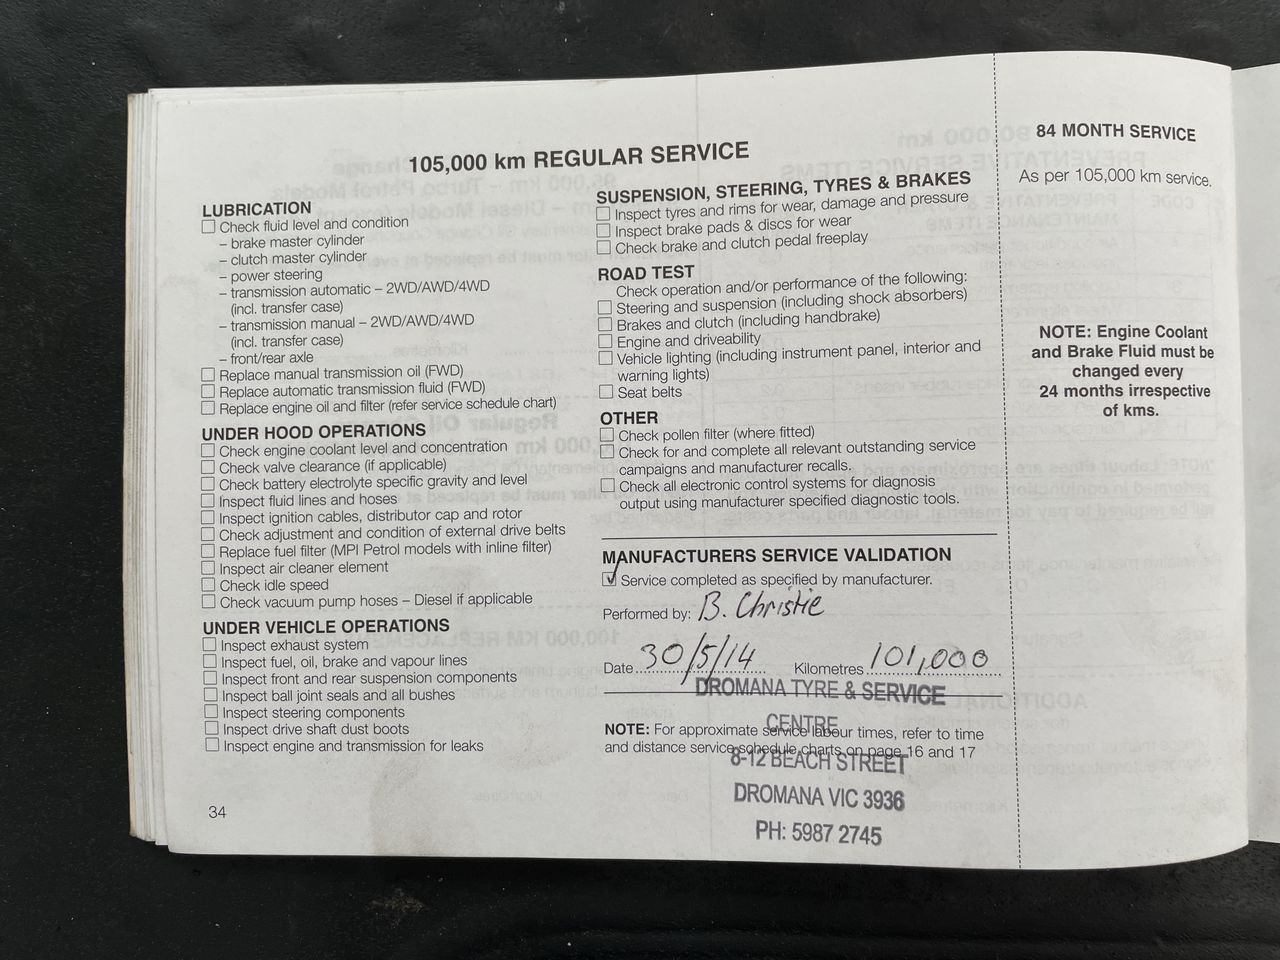 105,000 km REGULAR SERVICE
LUBRICATION
Check fluid level and condition
– brake master cylinder
– clutch master cylinder
– power steering
– transmission automatic – 2WD/AWD/4WD
(incl. transfer case)
– transmission manual – 2WD/AWD/4WD
(incl. transfer case)
– front/rear axle
Replace manual transmission oil (FWD)
Replace automatic transmission fluid (FWD)
Replace engine oil and filter (refer service schedule chart)
UNDER HOOD OPERATIONS
Check engine coolant level and concentration
Check valve clearance (if applicable)
Check battery electrolyte specific gravity and level
Inspect fluid lines and hoses
Inspect ignition cables, distributor cap and rotor
Check adjustment and condition of external drive belts
Replace fuel filter (MPI Petrol models with inline filter)
Inspect air cleaner element
Check idle speed
Check vacuum pump hoses – Diesel if applicable
UNDER VEHICLE OPERATIONS
Inspect exhaust system
Inspect fuel, oil, brake and vapour lines
Inspect front and rear suspension components
Inspect ball joint seals and all bushes
Inspect steering components
Inspect drive shaft dust boots
Inspect engine and transmission for leaks
34
SUSPENSION, STEERING, TYRES & BRAKES
Inspect tyres and rims for wear, damage and pressure
Inspect brake pads & discs for wear
Check brake and clutch pedal freeplay
ROAD TEST
Check operation and/or performance of the following:
Steering and suspension (including shock absorbers)
Brakes and clutch (including handbrake)
Engine and driveability
Vehicle lighting (including instrument panel, interior and
warning lights)
Seat belts
OTHER
Check pollen filter (where fitted)
Check for and complete all relevant outstanding service
campaigns and manufacturer recalls.
Check all electronic control systems for diagnosis
output using manufacturer specified diagnostic tools.
MANUFACTURERS SERVICE VALIDATION
Service completed as specified by manufacturer.
Performed by: B. Christie
Date 30/5/14 Kilometres 101,000
DROMANA TYRE & SERVICE
CENTRE
NOTE: For approximate service labour times, refer to time
and distance service schedule charts on page 16 and 17
8-12 BEACH STREET
DROMANA VIC 3936
PH: 5987 2745
84 MONTH SERVICE
As per 105,000 km service.
NOTE: Engine Coolant
and Brake Fluid must be
changed every
24 months irrespective
of kms.